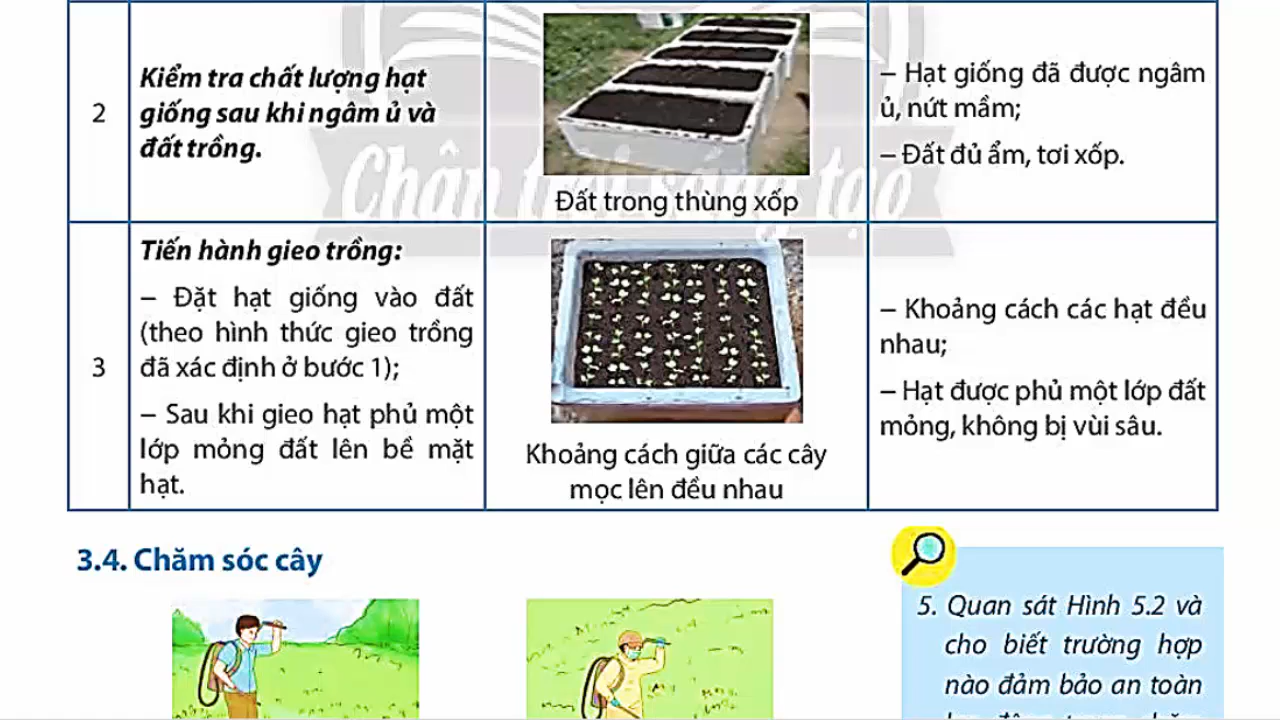 2
Kiểm tra chất lượng hạt
giống sau khi ngâm ủ và
đất trồng.
Đất trong thùng xốp
– Hạt giống đã được ngâm
ủ, nứt mầm;
– Đất đủ ẩm, tơi xốp.
Chân trời sáng tạo
3
Tiến hành gieo trồng:
– Đặt hạt giống vào đất
(theo hình thức gieo trồng
đã xác định ở bước 1);
– Sau khi gieo hạt phủ một
lớp mỏng đất lên bề mặt
hạt.
Khoảng cách giữa các cây
mọc lên đều nhau
– Khoảng cách các hạt đều
nhau;
– Hạt được phủ một lớp đất
mỏng, không bị vùi sâu.
3.4. Chăm sóc cây
5. Quan sát Hình 5.2 và
cho biết trường hợp
nào đảm bảo an toàn